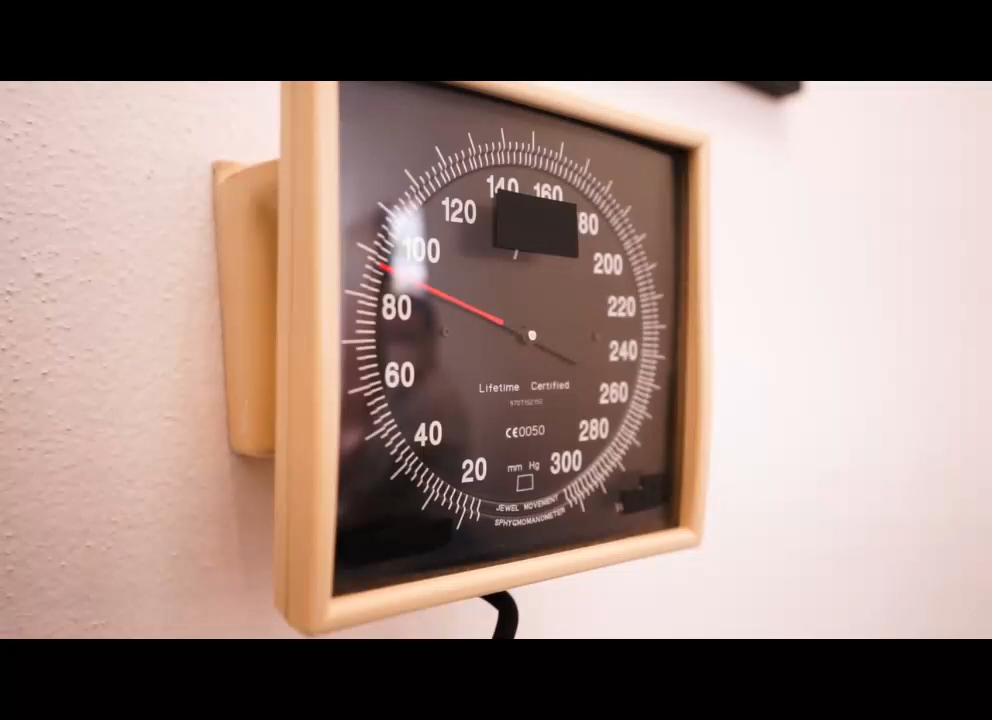 140 160
120 80
100 200
80 220
60 240
40 260
20 280
300
Lifetime Certified
CE0050
mm Hg
JEWEL MOVEMENT
SPHYGMOMANOMETER